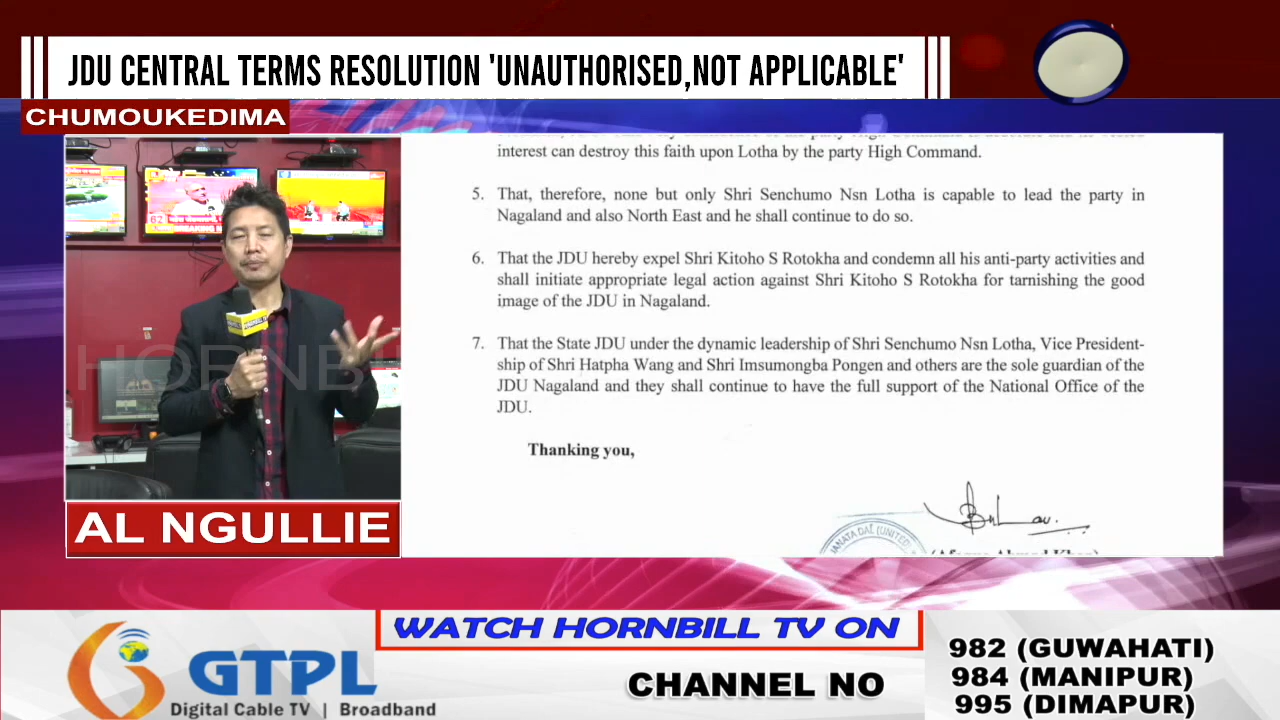 JDU CENTRAL TERMS RESOLUTION 'UNAUTHORISED,NOT APPLICABLE'
CHUMOUKEDIMA
interest can destroy this faith upon Lotha by the party High Command.
5. That, therefore, none but only Shri Senchumo Nsn Lotha is capable to lead the party in
Nagaland and also North East and he shall continue to do so.
6. That the JDU hereby expel Shri Kitoho S Rotokha and condemn all his anti-party activities and
shall initiate appropriate legal action against Shri Kitoho S Rotokha for tarnishing the good
image of the JDU in Nagaland.
7. That the State JDU under the dynamic leadership of Shri Senchumo Nsn Lotha, Vice President-
ship of Shri Hatpha Wang and Shri Imsumongba Pongen and others are the sole guardian of the
JDU Nagaland and they shall continue to have the full support of the National Office of the
JDU.
Thanking you,
JANATA DAL (UNITED)
HORNB
AL NGULLIE
WATCH HORNBILL TV ON
GTPL
Digital Cable TV | Broadband
CHANNEL NO
982 (GUWAHATI)
984 (MANIPUR)
995 (DIMAPUR)